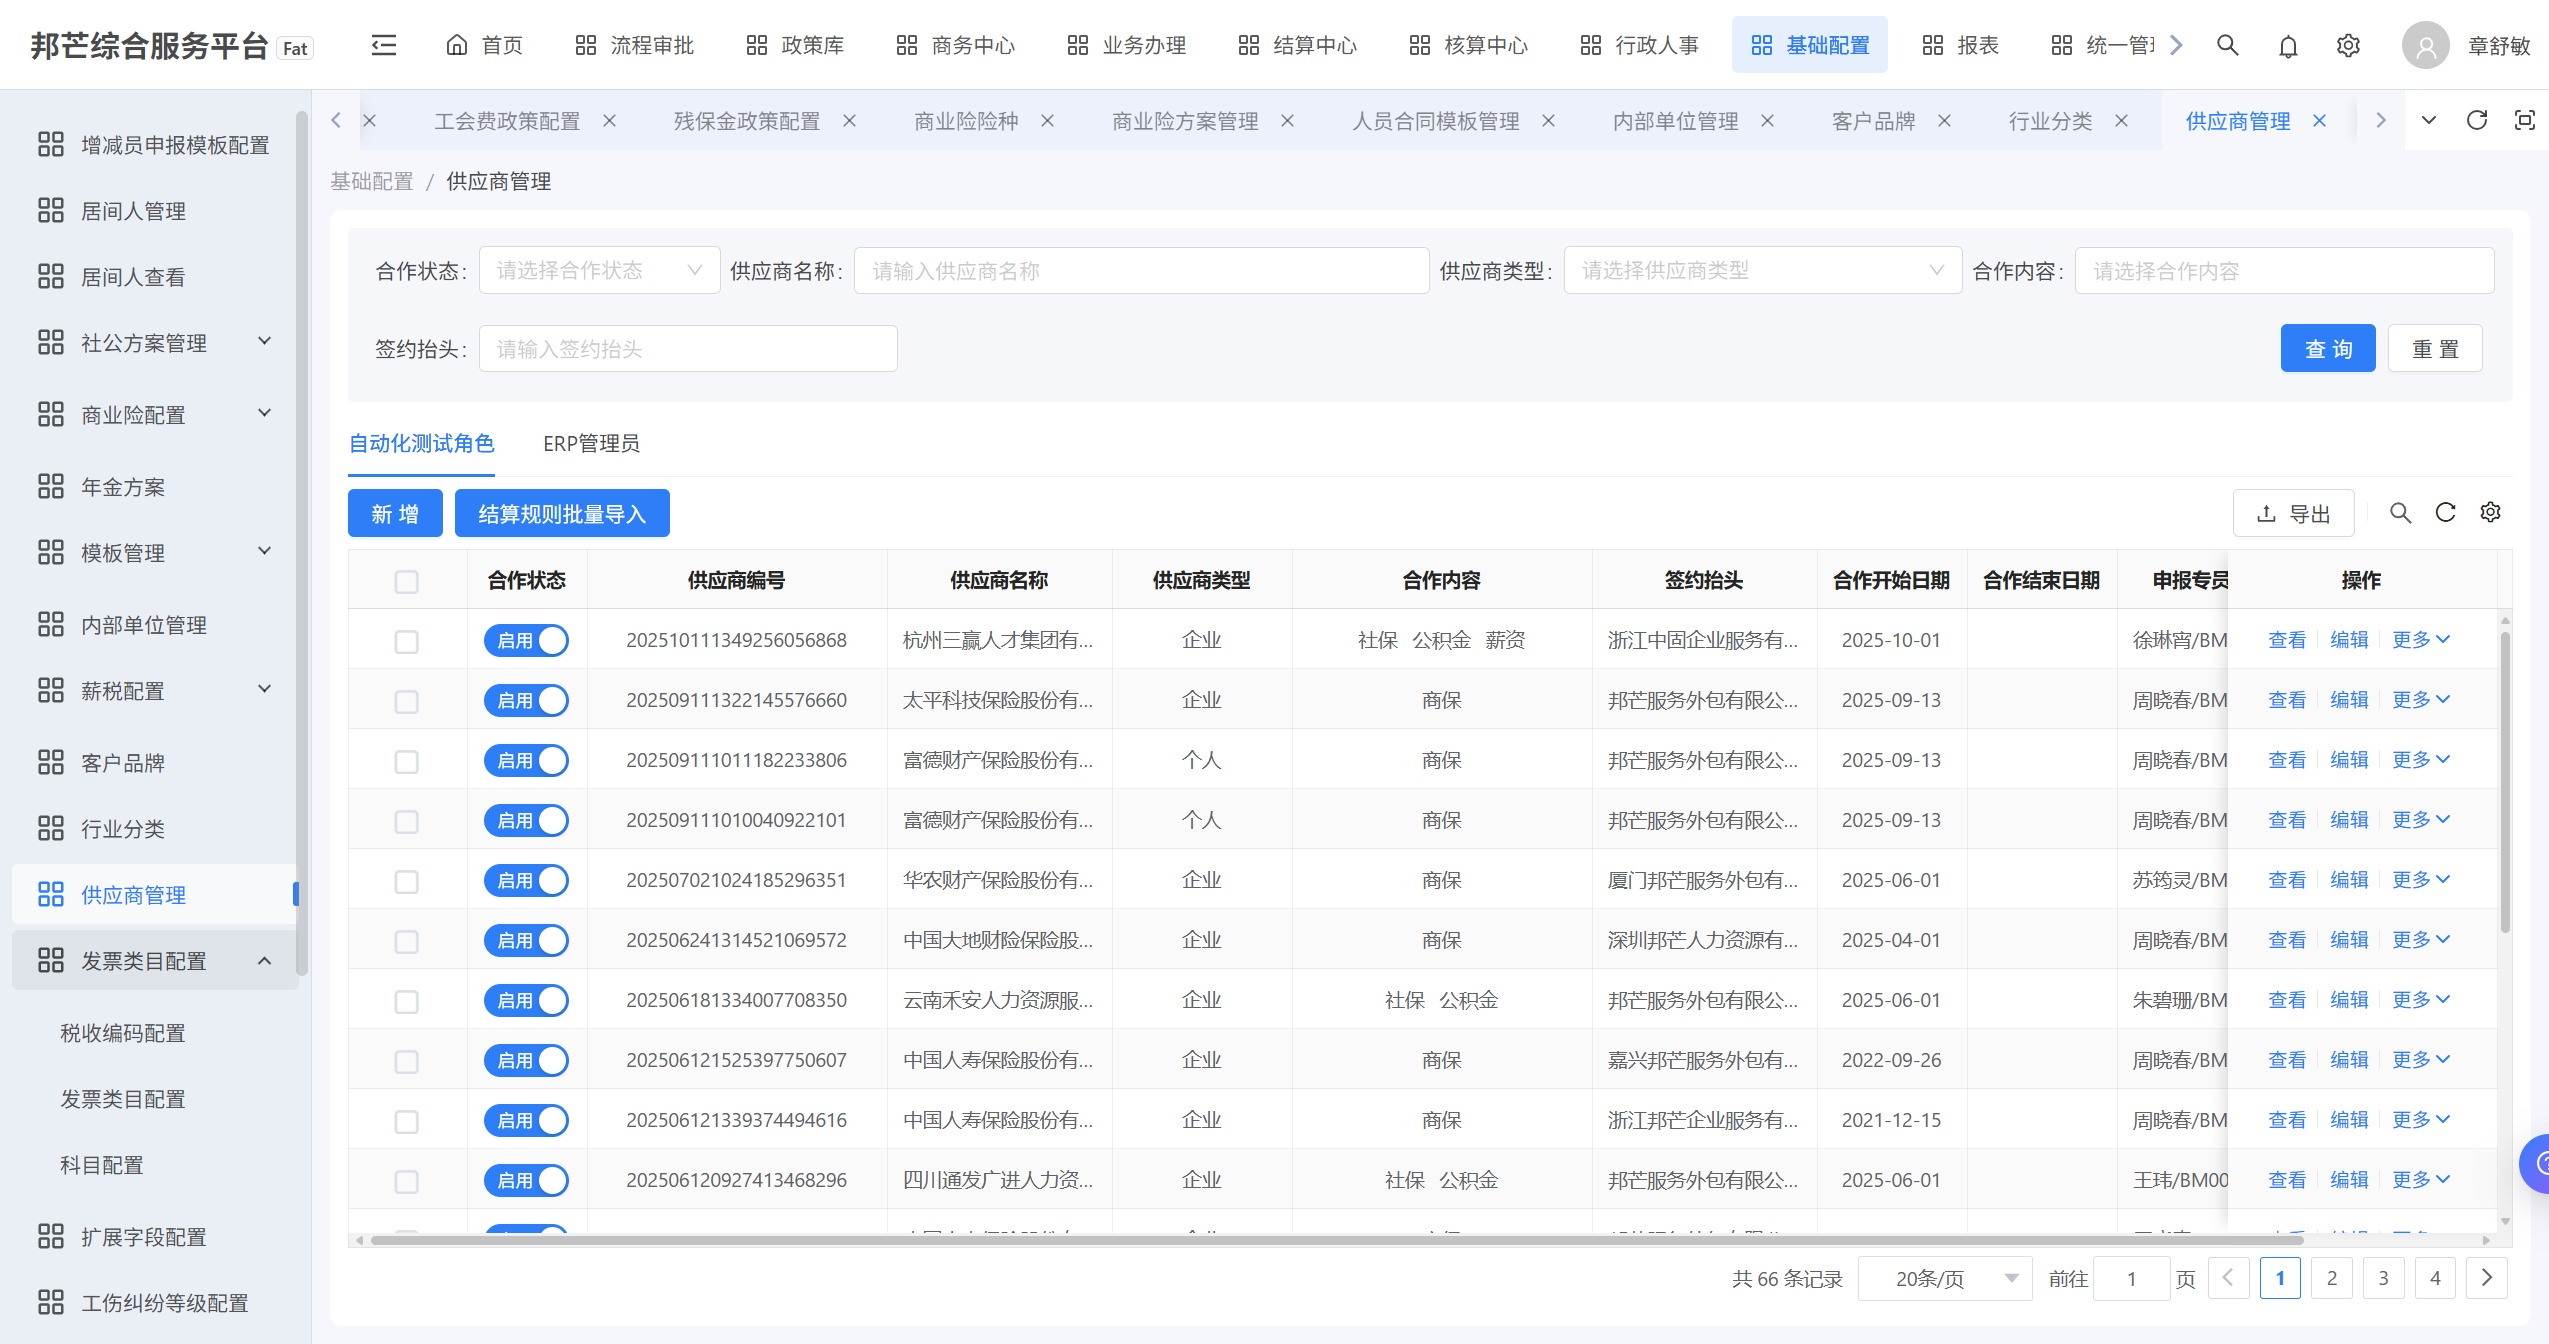 邦芒综合服务平台 Fat 首页 流程审批 政策库 商务中心 业务办理 结算中心 核算中心 行政人事 基础配置 报表 统一管 章舒敏
工会费政策配置 残保金政策配置 商业险险种 商业险方案管理 人员合同模板管理 内部单位管理 客户品牌 行业分类 供应商管理
基础配置 / 供应商管理
增减员申报模板配置
居间人管理
居间人查看
社公方案管理
商业险配置
年金方案
模板管理
内部单位管理
薪税配置
客户品牌
行业分类
供应商管理
发票类目配置
税收编码配置
发票类目配置
科目配置
扩展字段配置
工伤纠纷等级配置
合作状态: 请选择合作状态 供应商名称: 请输入供应商名称 供应商类型: 请选择供应商类型 合作内容: 请选择合作内容
签约抬头: 请输入签约抬头 查 询 重 置
自动化测试角色 ERP管理员
新 增 结算规则批量导入 导出
合作状态 供应商编号 供应商名称 供应商类型 合作内容 签约抬头 合作开始日期 合作结束日期 申报专员 操作
启用 202510111349256056868 杭州三赢人才集团有... 企业 社保 公积金 薪资 浙江中固企业服务有... 2025-10-01 徐琳宵/BM 查看 编辑 更多
启用 202509111322145576660 太平科技保险股份有... 企业 商保 邦芒服务外包有限公... 2025-09-13 周晓春/BM 查看 编辑 更多
启用 202509111011182233806 富德财产保险股份有... 个人 商保 邦芒服务外包有限公... 2025-09-13 周晓春/BM 查看 编辑 更多
启用 202509111010040922101 富德财产保险股份有... 个人 商保 邦芒服务外包有限公... 2025-09-13 周晓春/BM 查看 编辑 更多
启用 202507021024185296351 华农财产保险股份有... 企业 商保 厦门邦芒服务外包有... 2025-06-01 苏筠灵/BM 查看 编辑 更多
启用 202506241314521069572 中国大地财险保险股... 企业 商保 深圳邦芒人力资源有... 2025-04-01 周晓春/BM 查看 编辑 更多
启用 202506181334007708350 云南禾安人力资源服... 企业 社保 公积金 邦芒服务外包有限公... 2025-06-01 朱碧珊/BM 查看 编辑 更多
启用 202506121525397750607 中国人寿保险股份有... 企业 商保 嘉兴邦芒服务外包有... 2022-09-26 周晓春/BM 查看 编辑 更多
启用 202506121339374494616 中国人寿保险股份有... 企业 商保 浙江邦芒企业服务有... 2021-12-15 周晓春/BM 查看 编辑 更多
启用 202506120927413468296 四川通发广进人力资... 企业 社保 公积金 邦芒服务外包有限公... 2025-06-01 王玮/BM00 查看 编辑 更多
共 66 条记录 20条/页 前往 1 页 1 2 3 4